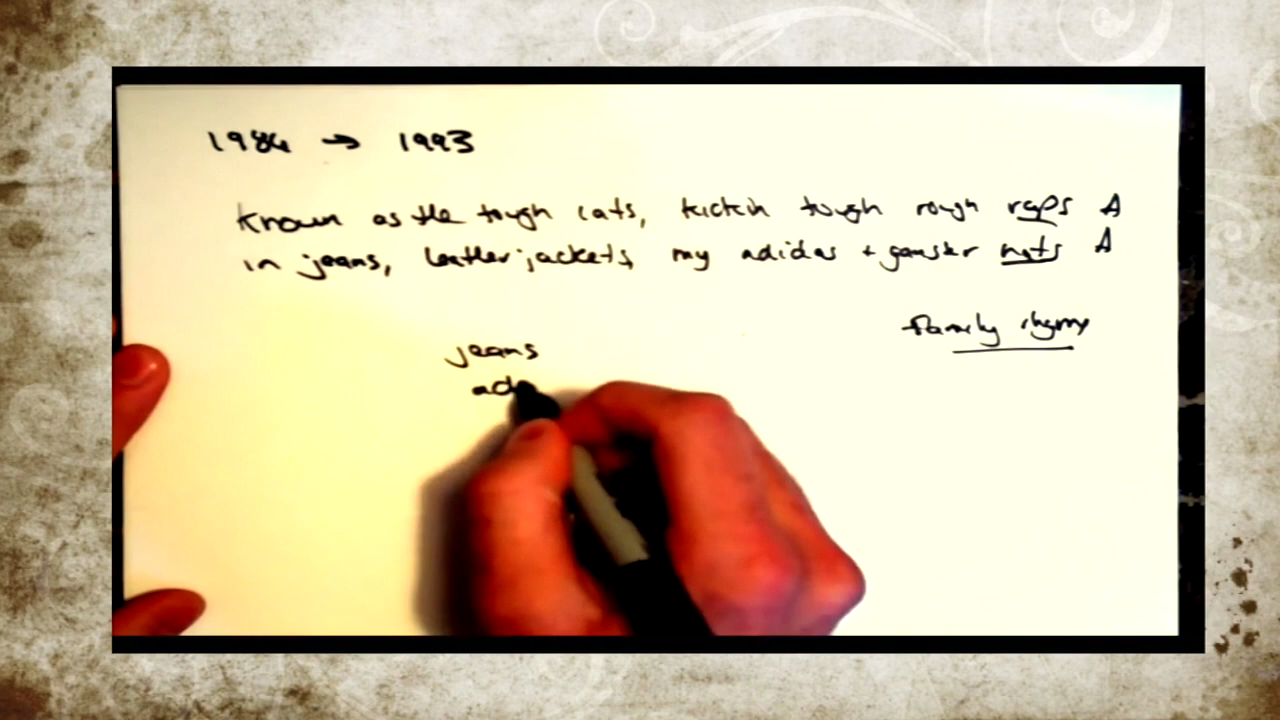 1984 → 1993
Known as the tough cats, kickin tough rough raps A
in jeans, leather jackets, my adidas + gangster hats A
family rhyme
jeans
ad